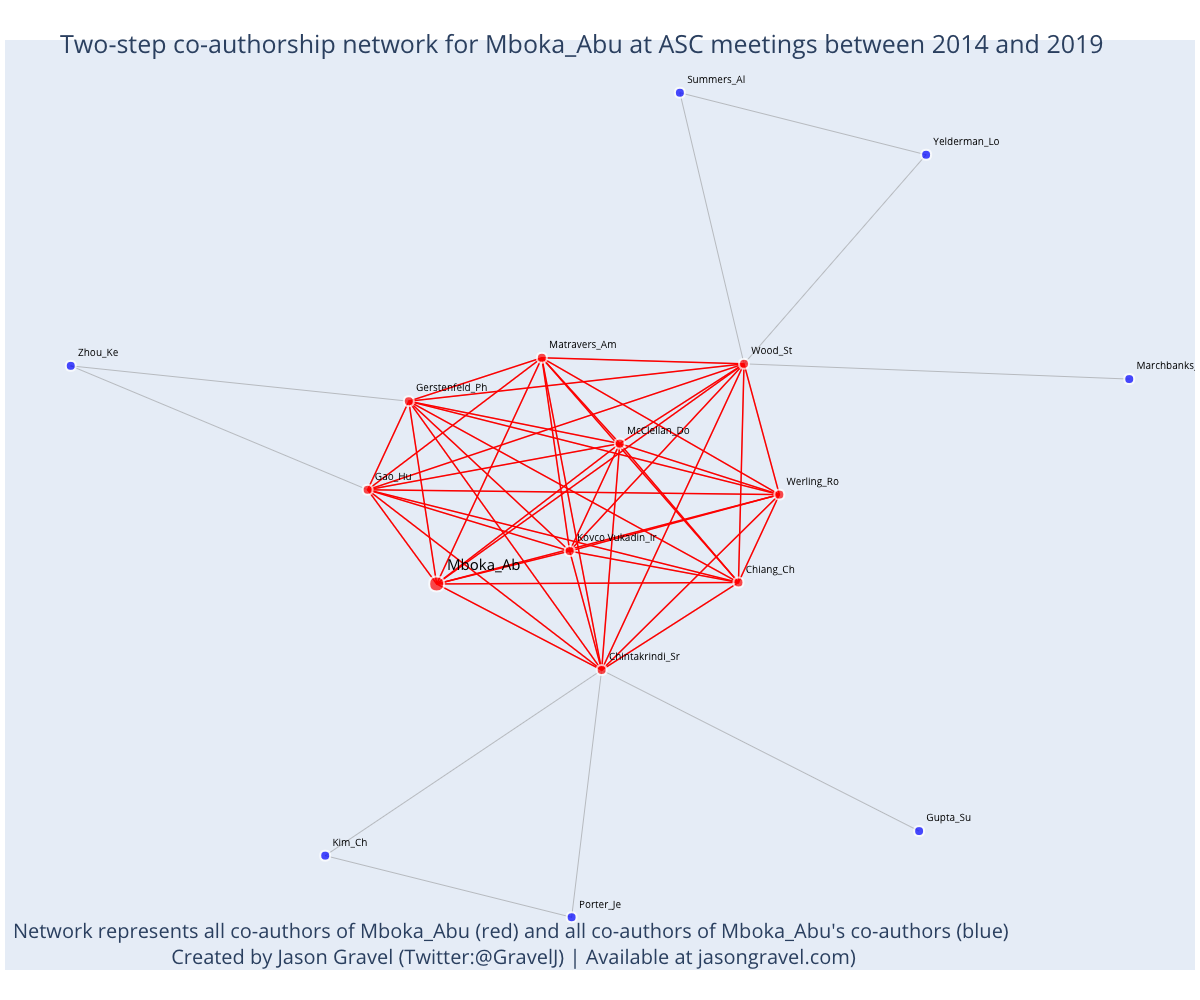 Two-step co-authorship network for Mboka_Abu at ASC meetings between 2014 and 2019
Summers_Al
Yelderman_Lo
Matravers_Am
Wood_St
Zhou_Ke
Marchbanks_
Gerstenfeld_Ph
McClellan_Do
Gao_Hu
Werling_Ro
Kovco Vukadin_Ir
Mboka_Ab
Chiang_Ch
Chintakrindi_Sr
Gupta_Su
Kim_Ch
Porter_Je
Network represents all co-authors of Mboka_Abu (red) and all co-authors of Mboka_Abu's co-authors (blue)
Created by Jason Gravel (Twitter:@GravelJ) | Available at jasongravel.com)